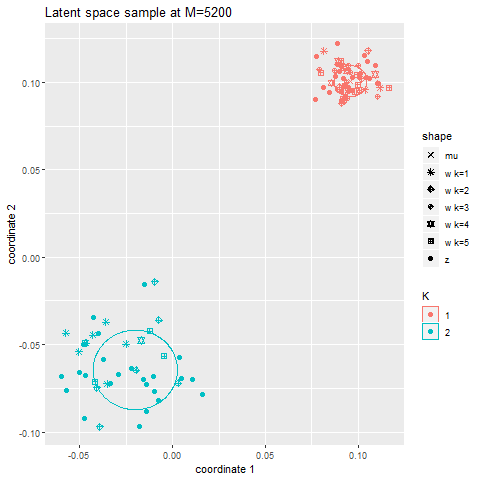 Latent space sample at M=5200
0.10
0.05
0.00
-0.05
-0.10
coordinate 2
-0.05
0.00
0.05
0.10
coordinate 1
shape
mu
w k=1
w k=2
w k=3
w k=4
w k=5
z
K
1
2